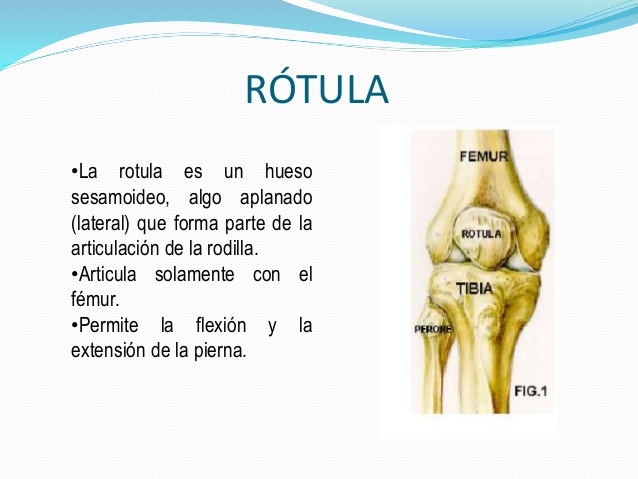 RÓTULA
•La rotula es un hueso
sesamoideo, algo aplanado
(lateral) que forma parte de la
articulación de la rodilla.
•Articula solamente con el
fémur.
•Permite la flexión y la
extensión de la pierna.
FEMUR
ROTULA
TIBIA
PERONE
FIG.1